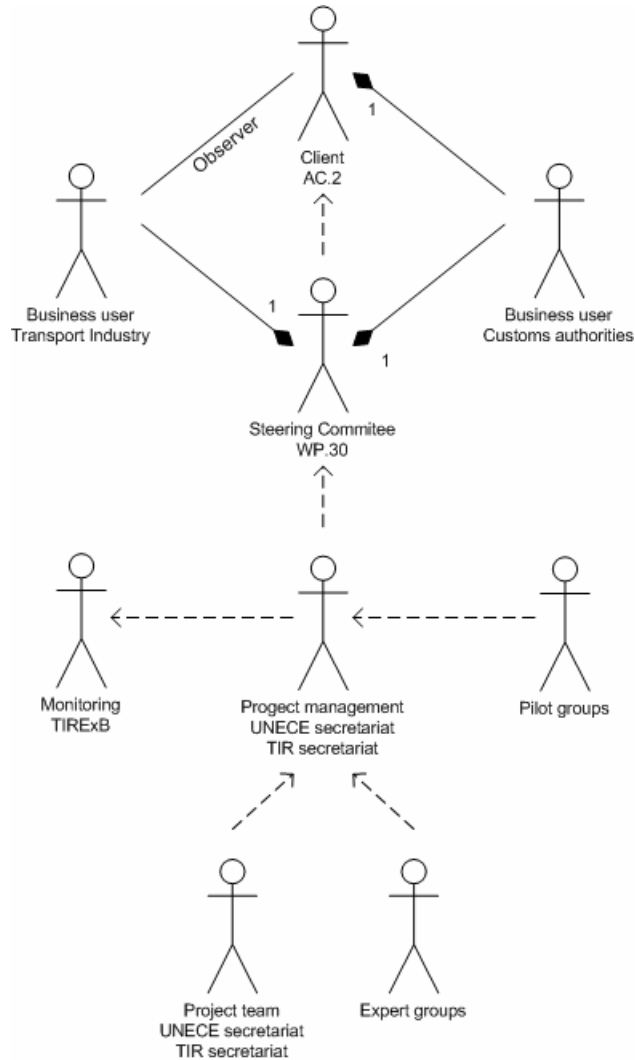 Observer
1
Client
AC.2
Business user
Transport Industry
Business user
Customs authorities
1
1
Steering Commitee
WP.30
Monitoring
TIRExB
Progect management
UNECE secretariat
TIR secretariat
Pilot groups
Project team
UNECE secretariat
TIR secretariat
Expert groups